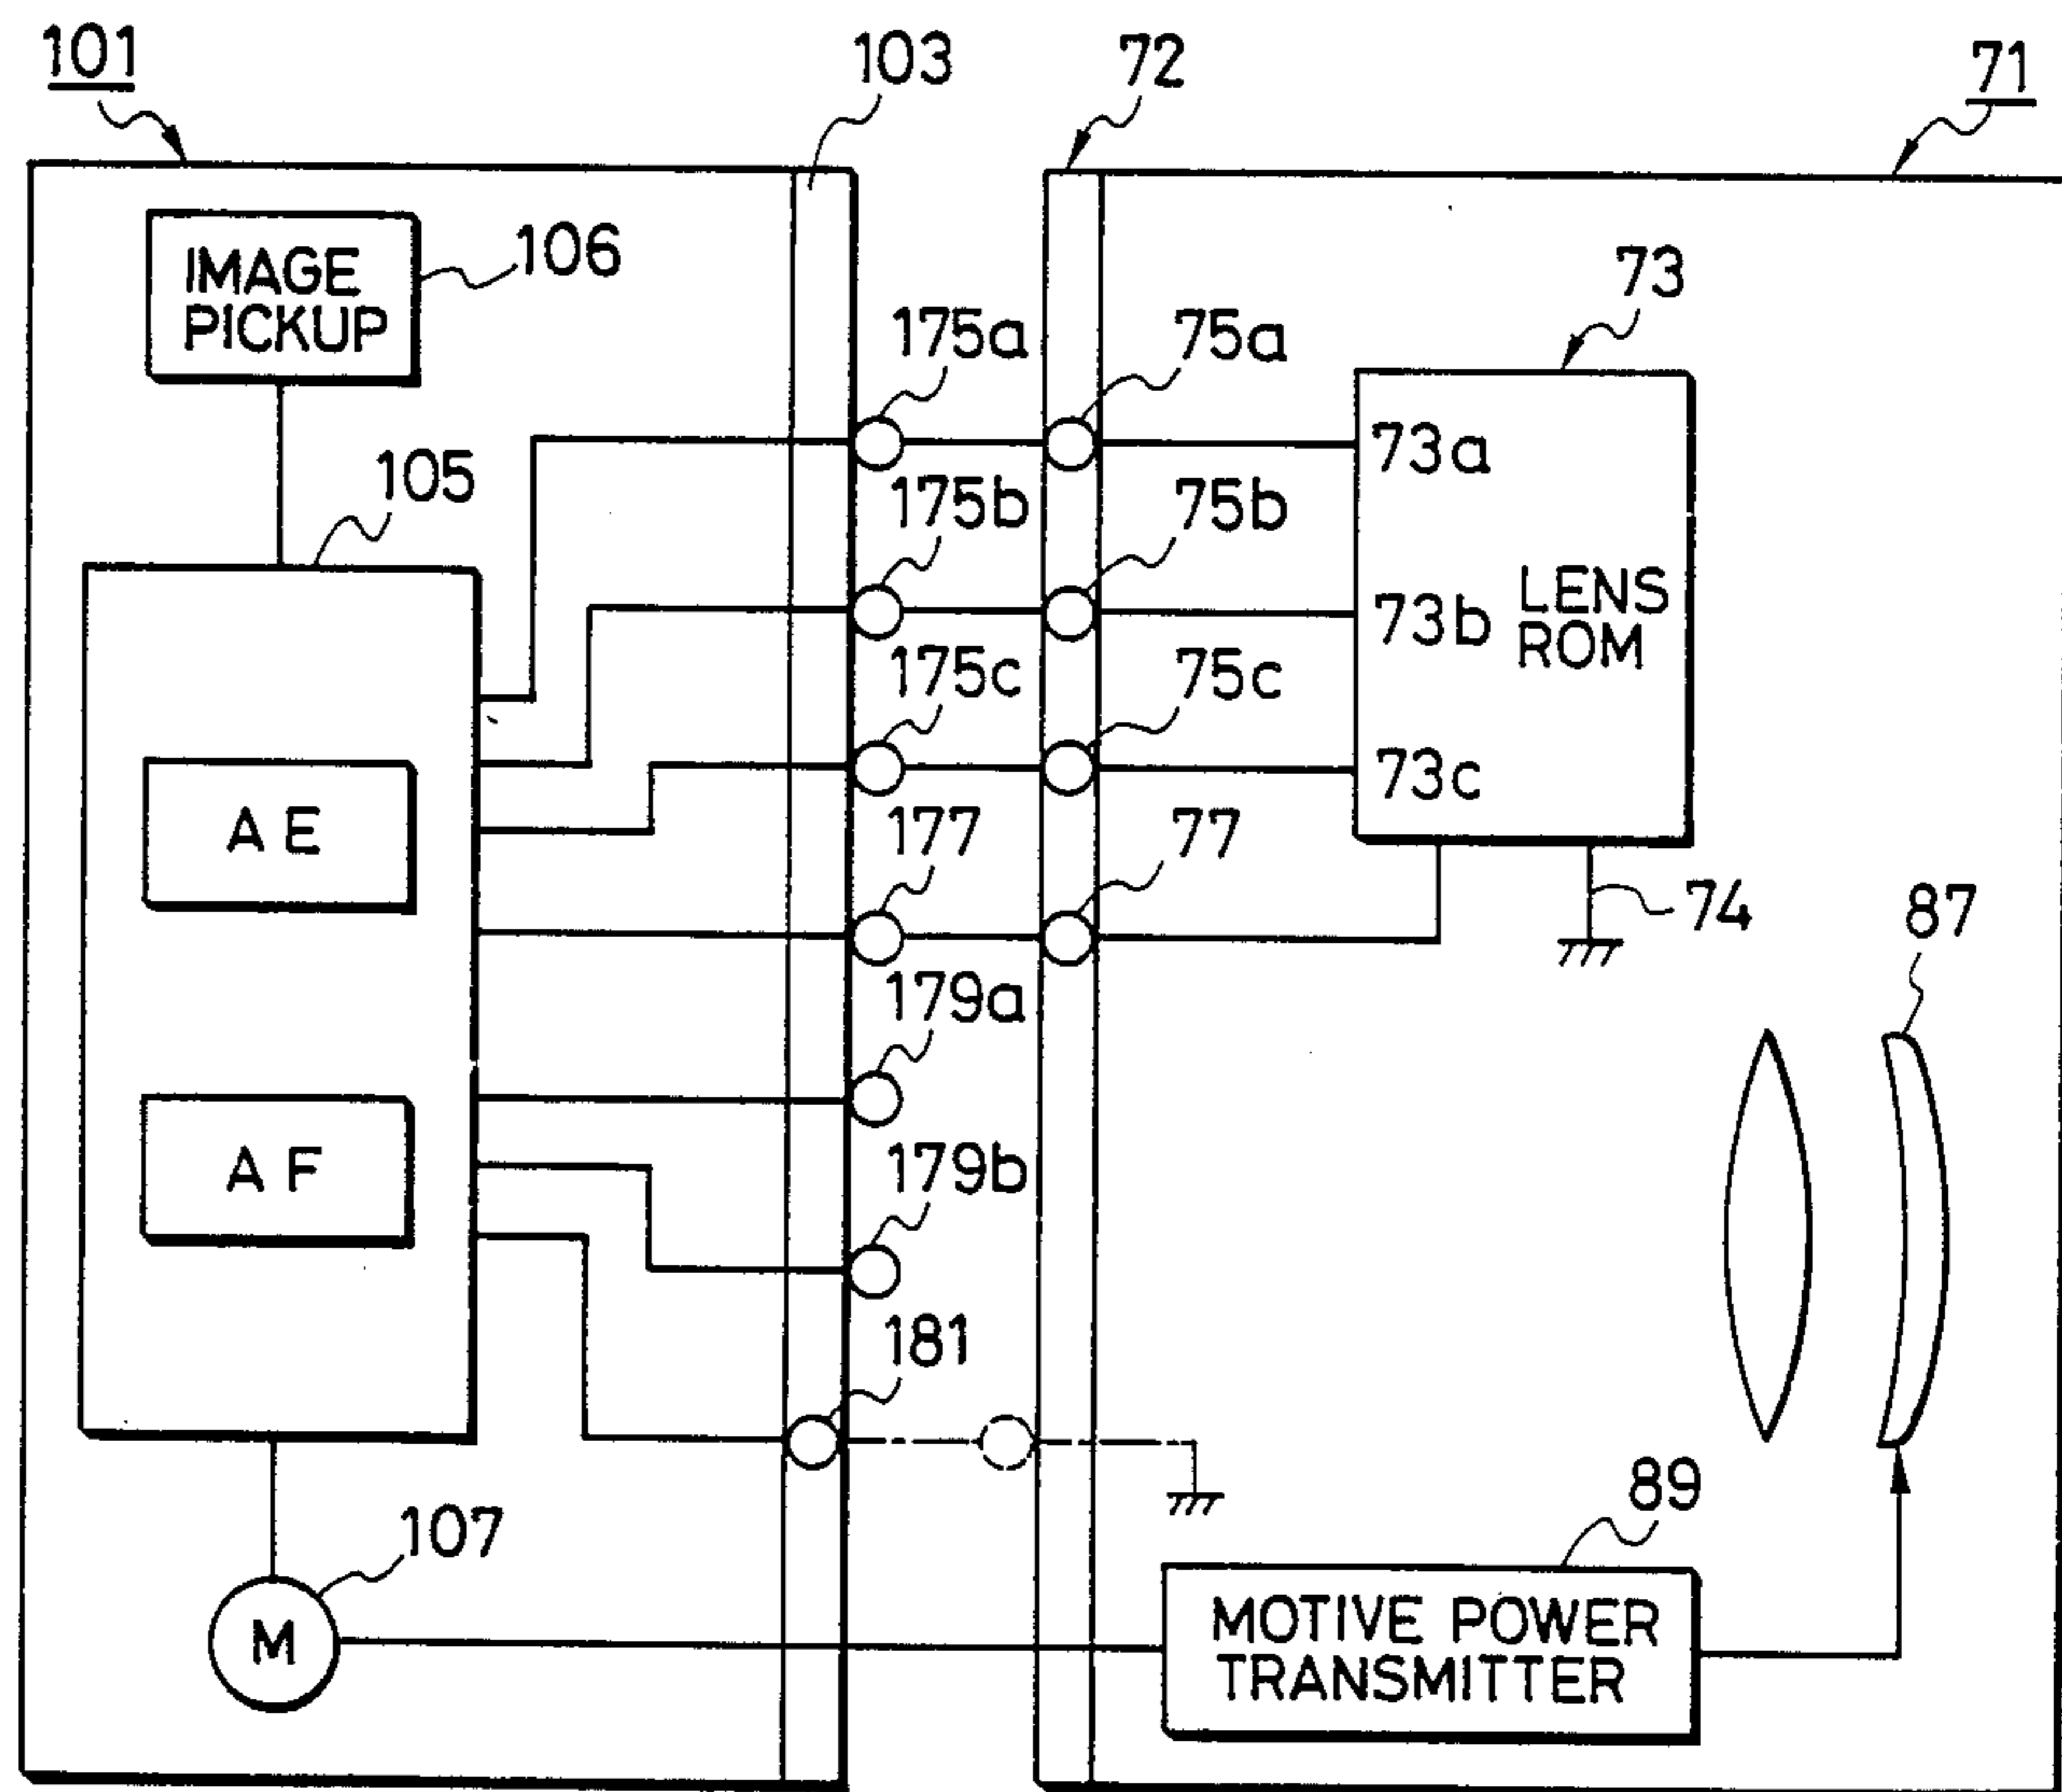 101
103
72
71
IMAGE
PICKUP
106
73
175a
75a
73a
105
175b
75b
73b
LENS
ROM
175c
75c
73c
AE
177
77
74
87
179a
AF
179b
181
107
89
M
MOTIVE POWER
TRANSMITTER